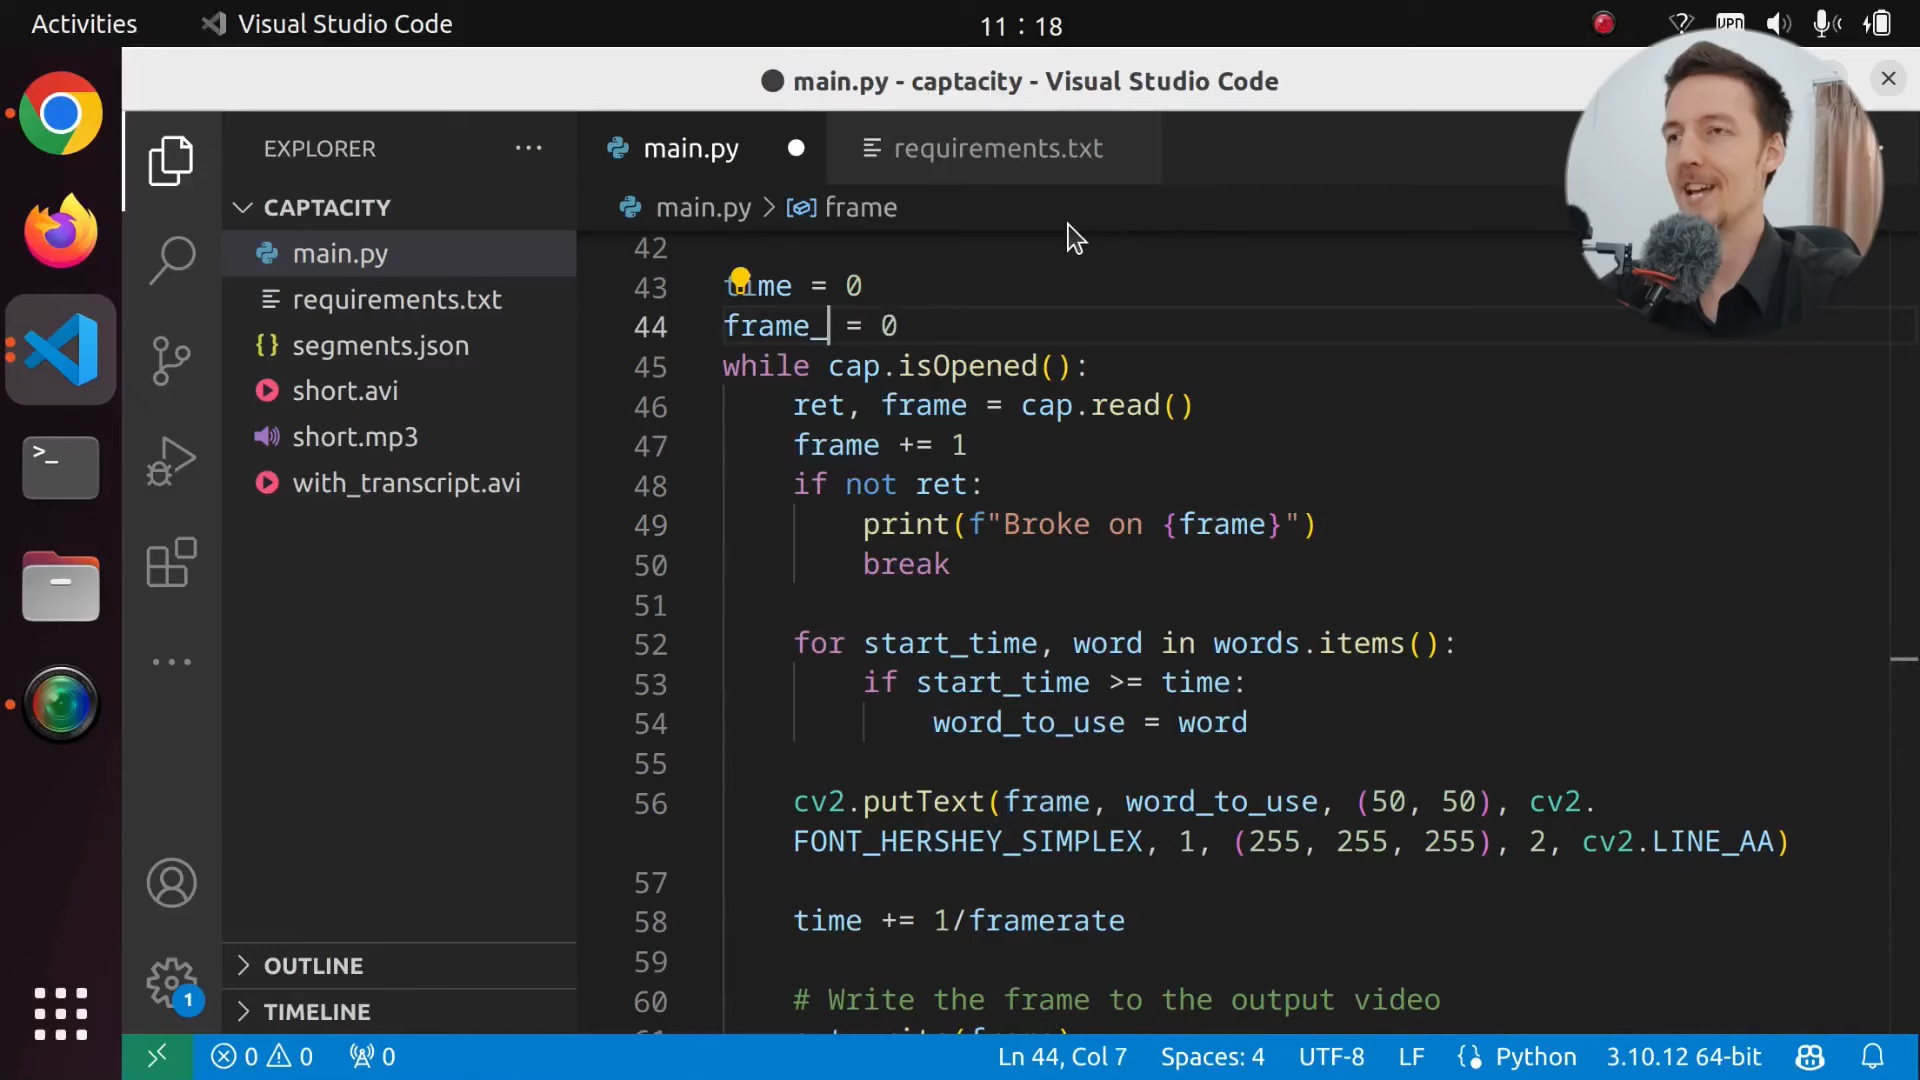 Activities
Visual Studio Code
11 : 18
VPN
main.py - captacity - Visual Studio Code
EXPLORER
main.py
requirements.txt
CAPTACITY
main.py
requirements.txt
segments.json
short.avi
short.mp3
with_transcript.avi
OUTLINE
TIMELINE
1
main.py > frame
42
43 time = 0
44 frame_ = 0
45 while cap.isOpened():
46 ret, frame = cap.read()
47 frame += 1
48 if not ret:
49 print(f"Broke on {frame}")
50 break
51
52 for start_time, word in words.items():
53 if start_time >= time:
54 word_to_use = word
55
56 cv2.putText(frame, word_to_use, (50, 50), cv2.
FONT_HERSHEY_SIMPLEX, 1, (255, 255, 255), 2, cv2.LINE_AA)
57
58 time += 1/framerate
59
60 # Write the frame to the output video
0 0 0
Ln 44, Col 7
Spaces: 4
UTF-8
LF
Python
3.10.12 64-bit